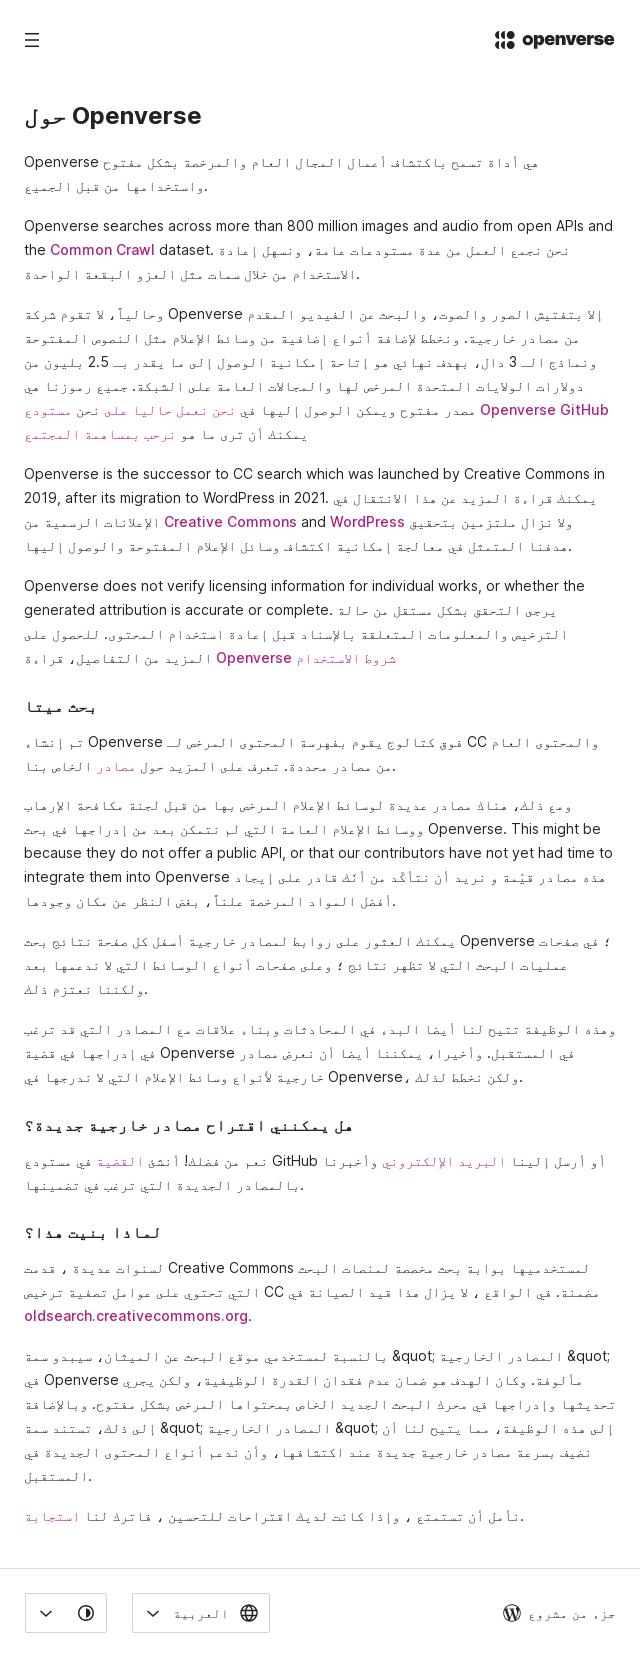 openverse
حول Openverse
Openverse هي أداة تسمح باكتشاف أعمال المجال العام والمرخصة بشكل مفتوح
واستخدامها من قبل الجميع.
Openverse searches across more than 800 million images and audio from open APIs and
the Common Crawl dataset. نحن نجمع العمل من عدة مستودعات عامة، ونسهل إعادة
الاستخدام من خلال سمات مثل العزو البقعة الواحدة.
وحالياً، لا تقوم شركة Openverse إلا بتفتيش الصور والصوت، والبحث عن الفيديو المقدم
من مصادر خارجية. ونخطط لإضافة أنواع إضافية من وسائط الإعلام مثل النصوص المفتوحة
ونماذج الـ 3 دال، بهدف نهائي هو إتاحة إمكانية الوصول إلى ما يقدر بـ 2.5 بليون من
دولارات الولايات المتحدة المرخص لها والمجالات العامة على الشبكة. جميع رموزنا هي
مصدر مفتوح ويمكن الوصول إليها في نحن نعمل حاليا على نحن مستودع Openverse GitHub
يمكنك أن ترى ما هو نرحب بمساهمة المجتمع
Openverse is the successor to CC search which was launched by Creative Commons in
2019, after its migration to WordPress in 2021. يمكنك قراءة المزيد عن هذا الانتقال في
الإعلانات الرسمية من Creative Commons and WordPress ولا نزال ملتزمين بتحقيق
هدفنا المتمثل في معالجة إمكانية اكتشاف وسائل الإعلام المفتوحة والوصول إليها.
Openverse does not verify licensing information for individual works, or whether the
generated attribution is accurate or complete. يرجى التحقق بشكل مستقل من حالة
الترخيص والمعلومات المتعلقة بالإسناد قبل إعادة استخدام المحتوى. للحصول على
المزيد من التفاصيل، قراءة Openverse شروط الاستخدام
بحث ميتا
تم إنشاء Openverse فوق كتالوج يقوم بفهرسة المحتوى المرخص لـ CC والمحتوى العام
من مصادر محددة. تعرف على المزيد حول مصادر الخاص بنا.
ومع ذلك، هناك مصادر عديدة لوسائط الإعلام المرخص بها من قبل لجنة مكافحة الإرهاب
ووسائط الإعلام العامة التي لم نتمكن بعد من إدراجها في بحث Openverse. This might be
because they do not offer a public API, or that our contributors have not yet had time to
integrate them into Openverse هذه مصادر قيّمة و نريد أن نتأكّد من أنّك قادر على إيجاد
أفضل المواد المرخصة علناً، بغض النظر عن مكان وجودها.
يمكنك العثور على روابط لمصادر خارجية أسفل كل صفحة نتائج بحث Openverse ؛ في صفحات
عمليات البحث التي لا تظهر نتائج ؛ وعلى صفحات أنواع الوسائط التي لا ندعمها بعد
ولكننا نعتزم ذلك.
وهذه الوظيفة تتيح لنا أيضا البدء في المحادثات وبناء علاقات مع المصادر التي قد ترغب
في إدراجها في قضية Openverse في المستقبل. وأخيرا، يمكننا أيضا أن نعرض مصادر
خارجية لأنواع وسائط الإعلام التي لا ندرجها في Openverse، ولكن نخطط لذلك.
هل يمكنني اقتراح مصادر خارجية جديدة؟
نعم من فضلك! أنشئ القضية في مستودع GitHub أو أرسل إلينا البريد الإلكتروني وأخبرنا
بالمصادر الجديدة التي ترغب في تضمينها.
لماذا بنيت هذا؟
لسنوات عديدة ، قدمت Creative Commons لمستخدميها بوابة بحث مخصصة لمنصات البحث
التي تحتوي على عوامل تصفية ترخيص CC مضمنة. في الواقع ، لا يزال هذا قيد الصيانة في
oldsearch.creativecommons.org.
بالنسبة لمستخدمي موقع البحث عن الميثان، سيبدو سمة &quot; المصادر الخارجية &quot;
في Openverse مألوفة. وكان الهدف هو ضمان عدم فقدان القدرة الوظيفية، ولكن يجري
تحديثها وإدراجها في محرك البحث الجديد الخاص بمحتواها المرخص بشكل مفتوح. وبالإضافة
إلى ذلك، تستند سمة &quot; المصادر الخارجية &quot; إلى هذه الوظيفة، مما يتيح لنا أن
نضيف بسرعة مصادر خارجية جديدة عند اكتشافها، وأن ندعم أنواع المحتوى الجديدة في
المستقبل.
نأمل أن تستمتع ، وإذا كانت لديك اقتراحات للتحسين ، فاترك لنا استجابة.
جزء من مشروع
العربية